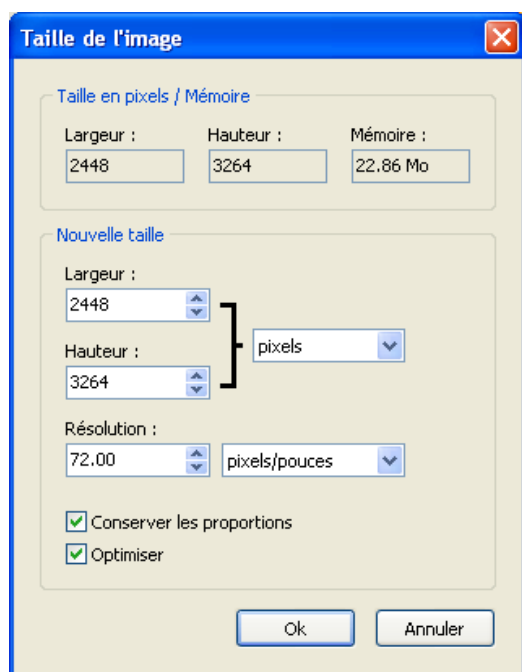 Taille de l'image
Taille en pixels / Mémoire
Largeur : Hauteur : Mémoire :
2448 3264 22.86 Mo
Nouvelle taille
Largeur :
2448
pixels
Hauteur :
3264
Résolution :
72.00 pixels/pouces
Conserver les proportions
Optimiser
Ok Annuler